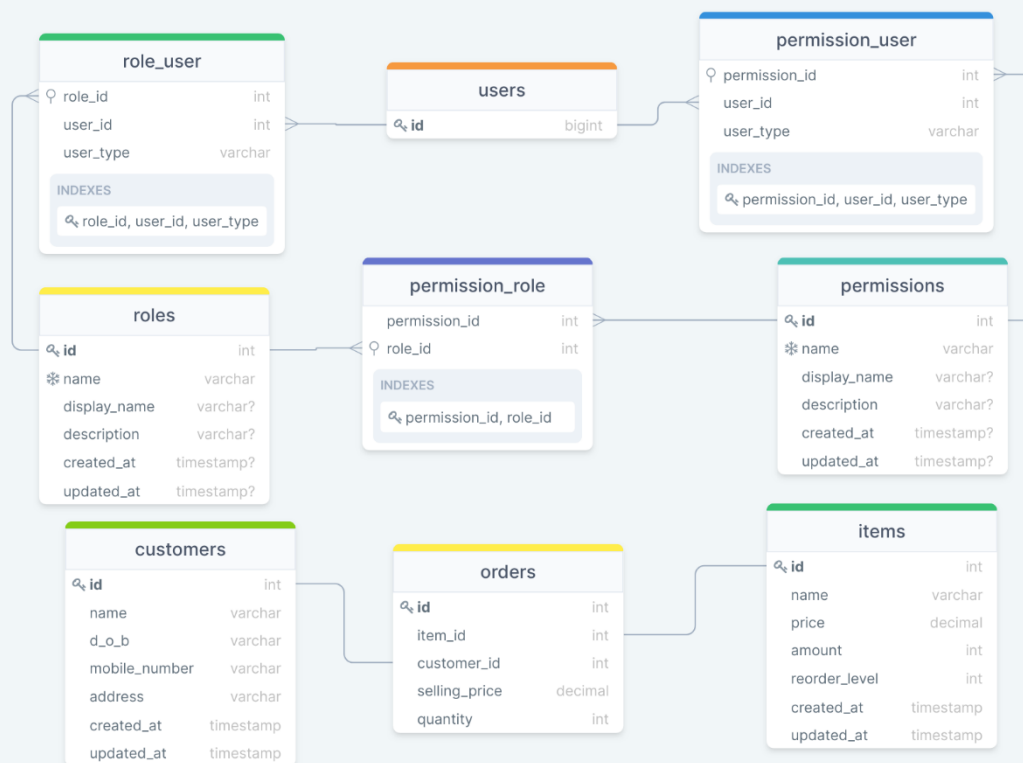 role_user
role_id int
user_id int
user_type varchar
INDEXES
role_id, user_id, user_type
users
id bigint
permission_user
permission_id int
user_id int
user_type varchar
INDEXES
permission_id, user_id, user_type
roles
id int
name varchar
display_name varchar?
description varchar?
created_at timestamp?
updated_at timestamp?
permission_role
permission_id int
role_id int
INDEXES
permission_id, role_id
permissions
id int
name varchar
display_name varchar?
description varchar?
created_at timestamp?
updated_at timestamp?
customers
id int
name varchar
d_o_b varchar
mobile_number varchar
address varchar
created_at timestamp
updated_at timestamp
orders
id int
item_id int
customer_id int
selling_price decimal
quantity int
items
id int
name varchar
price decimal
amount int
reorder_level int
created_at timestamp
updated_at timestamp